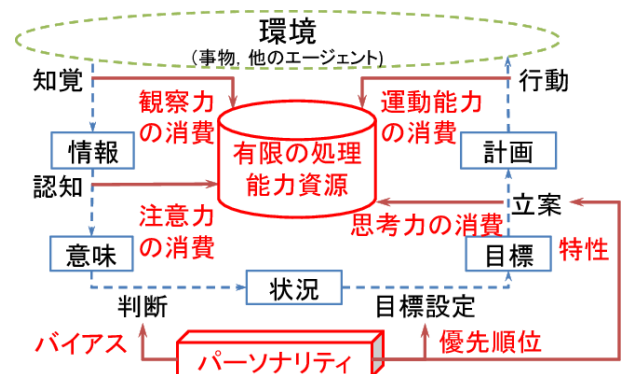 環境
(事物, 他のエージェント)
知覚
行動
観察力
の消費
運動能力
の消費
有限の処理
能力資源
情報
計画
認知
立案
注意力
の消費
思考力の消費
意味
目標
特性
状況
判断
目標設定
バイアス
優先順位
パーソナリティ